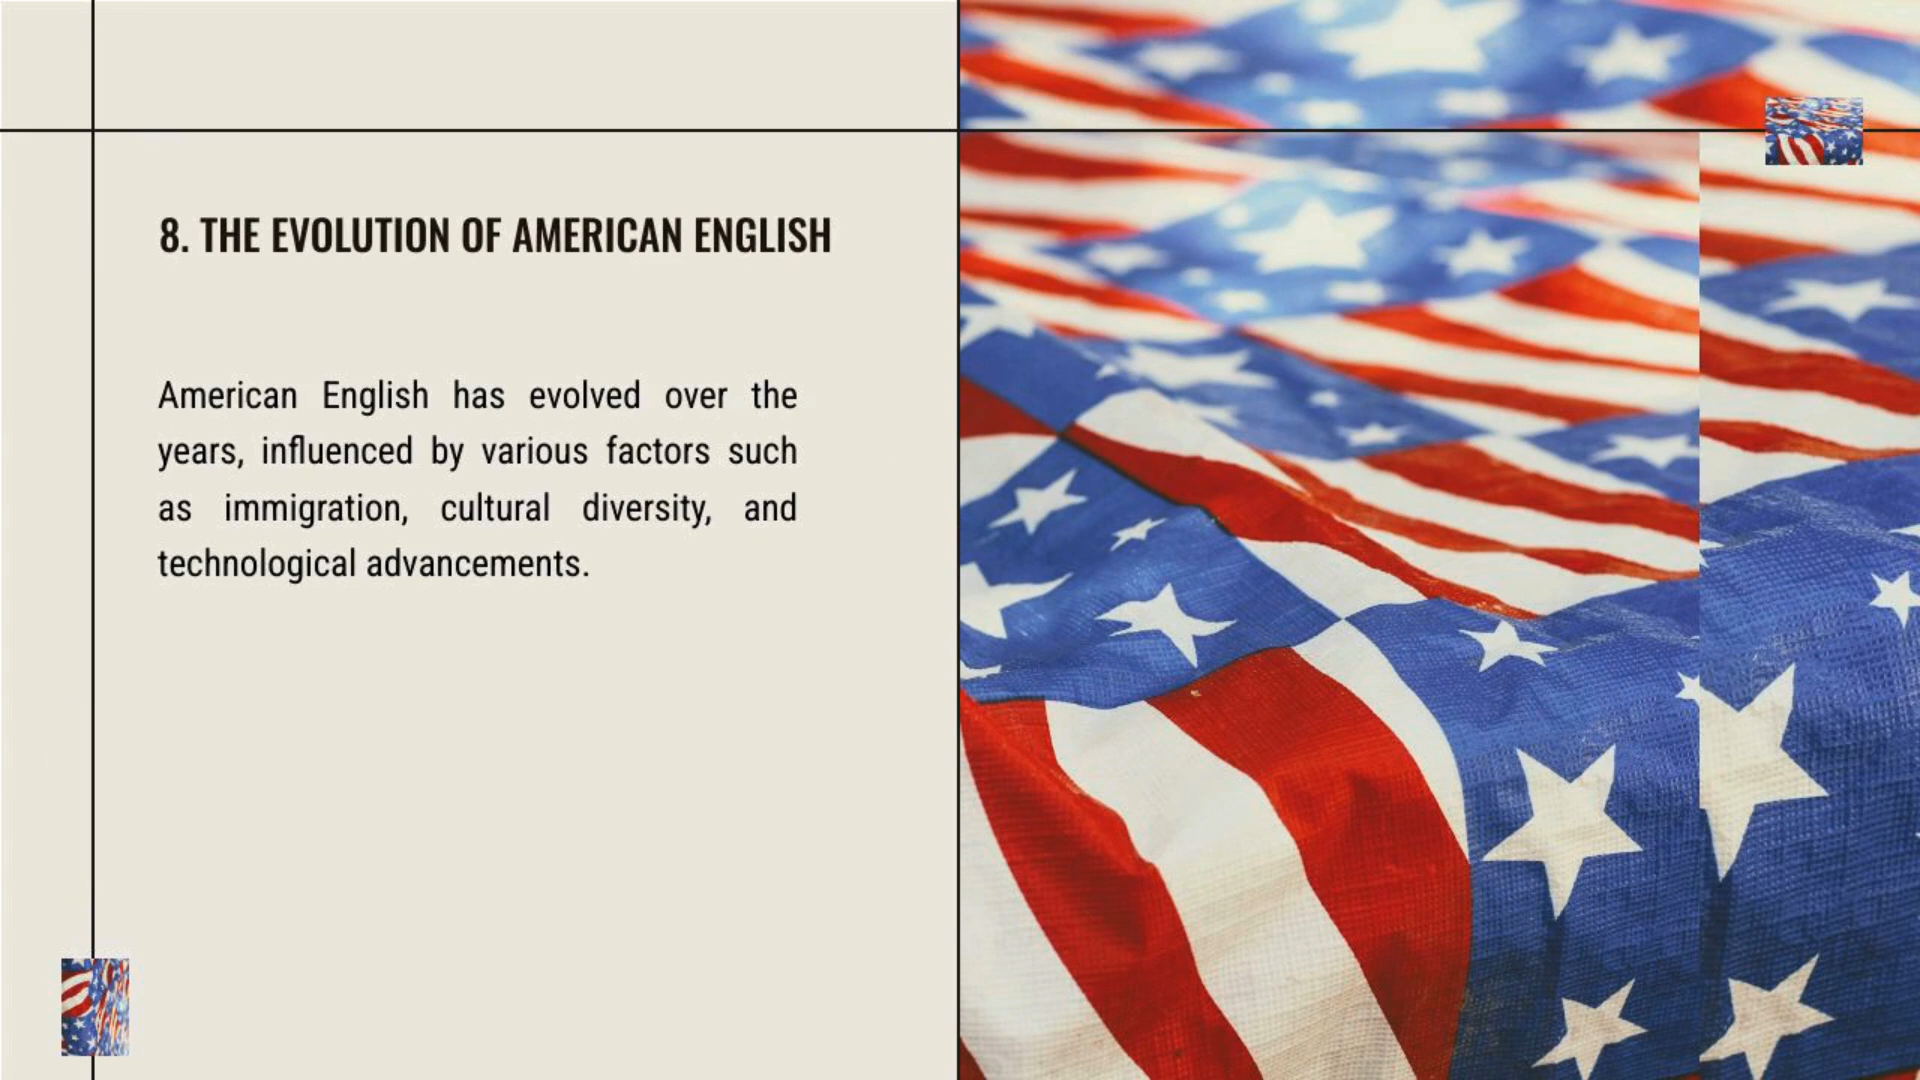 8. THE EVOLUTION OF AMERICAN ENGLISH
American English has evolved over the
years, influenced by various factors such
as immigration, cultural diversity, and
technological advancements.